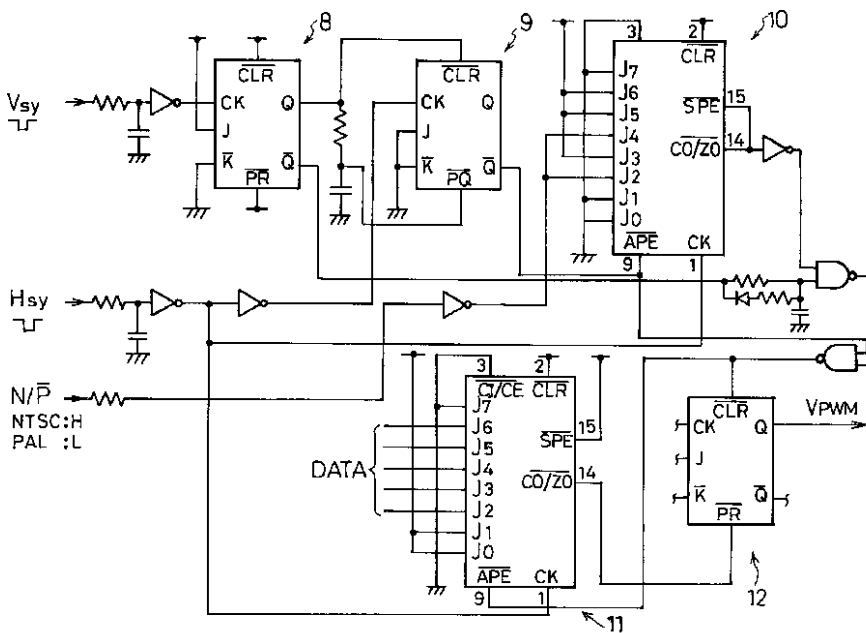 8
9
10
3
2
CLR
CLR
CLR
Vsy
CK
Q
CK
Q
J7
J6
J5
J4
J3
J2
J1
J0
SPE
15
CO/ZO
14
J
J
K
Q
K
Q
PR
PQ
APE
CK
9
1
Hsy
N/P
NTSC:H
PAL :L
3
2
CI/CE
CLR
J7
J6
J5
J4
J3
J2
J1
J0
DATA
SPE
15
CO/ZO
14
APE
CK
9
1
11
CLR
CK
Q
VPWM
J
K
Q
PR
12